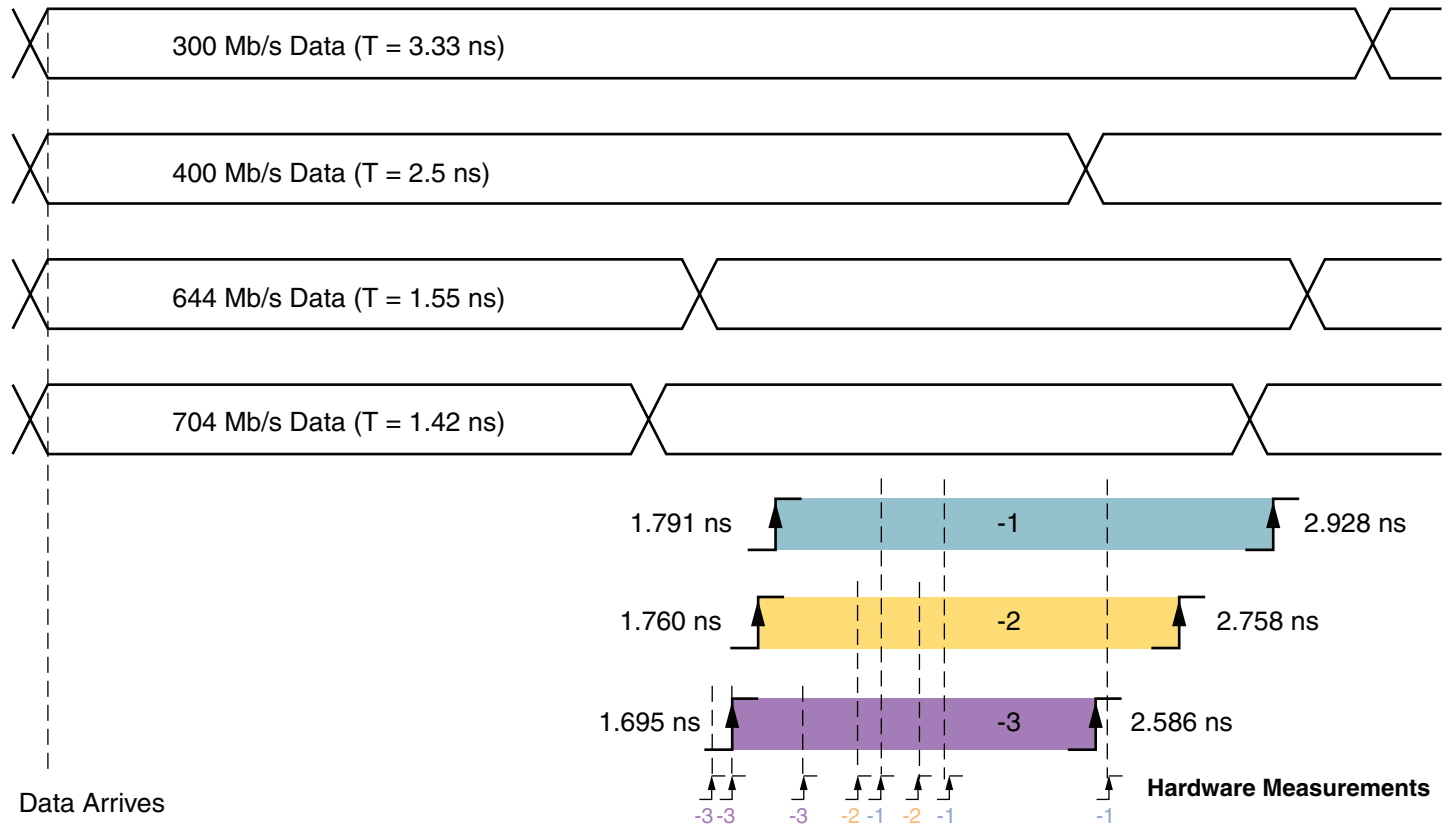 300 Mb/s Data (T = 3.33 ns)
400 Mb/s Data (T = 2.5 ns)
644 Mb/s Data (T = 1.55 ns)
704 Mb/s Data (T = 1.42 ns)
1.791 ns -1 2.928 ns
1.760 ns -2 2.758 ns
1.695 ns -3 2.586 ns
Data Arrives
Hardware Measurements
-3 -3 -3 -2 -1 -2 -1 -1